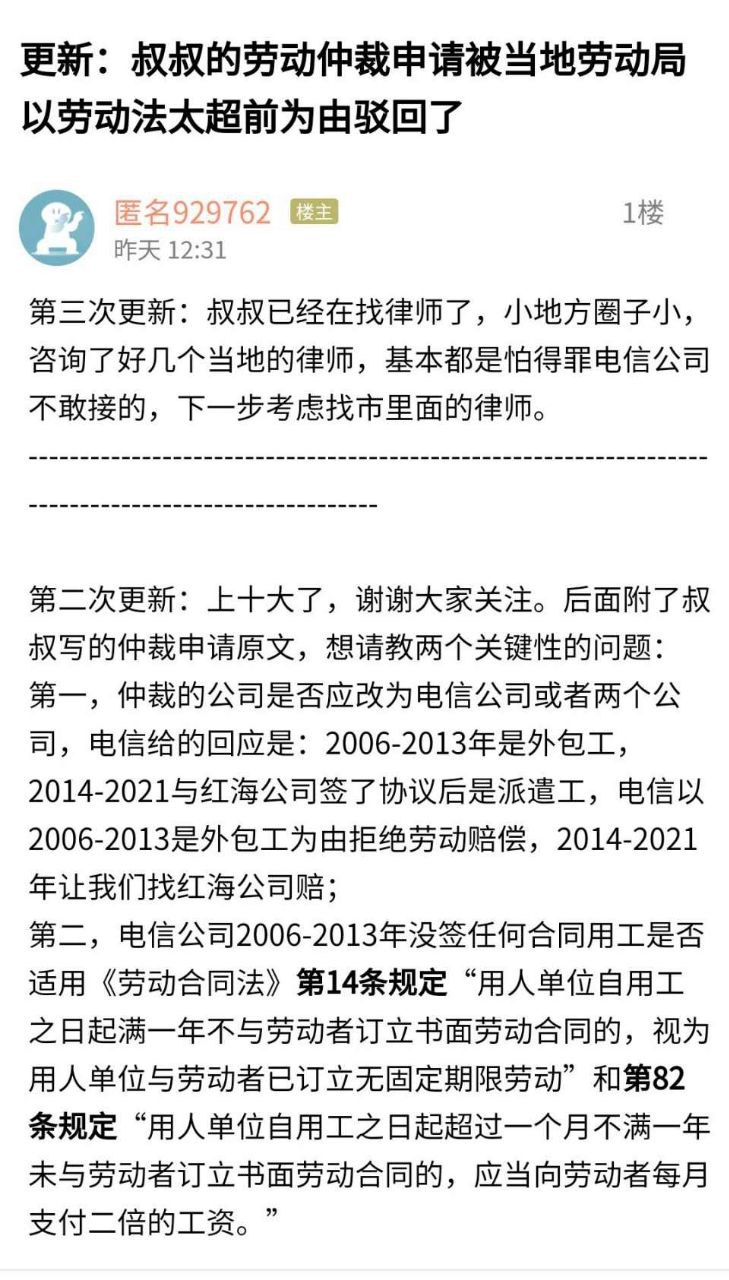 更新：叔叔的劳动仲裁申请被当地劳动局
以劳动法太超前为由驳回了
匿名929762 楼主 1楼
昨天 12:31
第三次更新：叔叔已经在找律师了，小地方圈子小，
咨询了好几个当地的律师，基本都是怕得罪电信公司
不敢接的，下一步考虑找市里面的律师。
------------------------------------------------------------------
----------------------------------
第二次更新：上十大了，谢谢大家关注。后面附了叔
叔写的仲裁申请原文，想请教两个关键性的问题：
第一，仲裁的公司是否应改为电信公司或者两个公
司，电信给的回应是：2006-2013年是外包工，
2014-2021与红海公司签了协议后是派遣工，电信以
2006-2013是外包工为由拒绝劳动赔偿，2014-2021
年让我们找红海公司赔；
第二，电信公司2006-2013年没签任何合同用工是否
适用《劳动合同法》第14条规定“用人单位自用工
之日起满一年不与劳动者订立书面劳动合同的，视为
用人单位与劳动者已订立无固定期限劳动”和第82
条规定“用人单位自用工之日起超过一个月不满一年
未与劳动者订立书面劳动合同的，应当向劳动者每月
支付二倍的工资。”